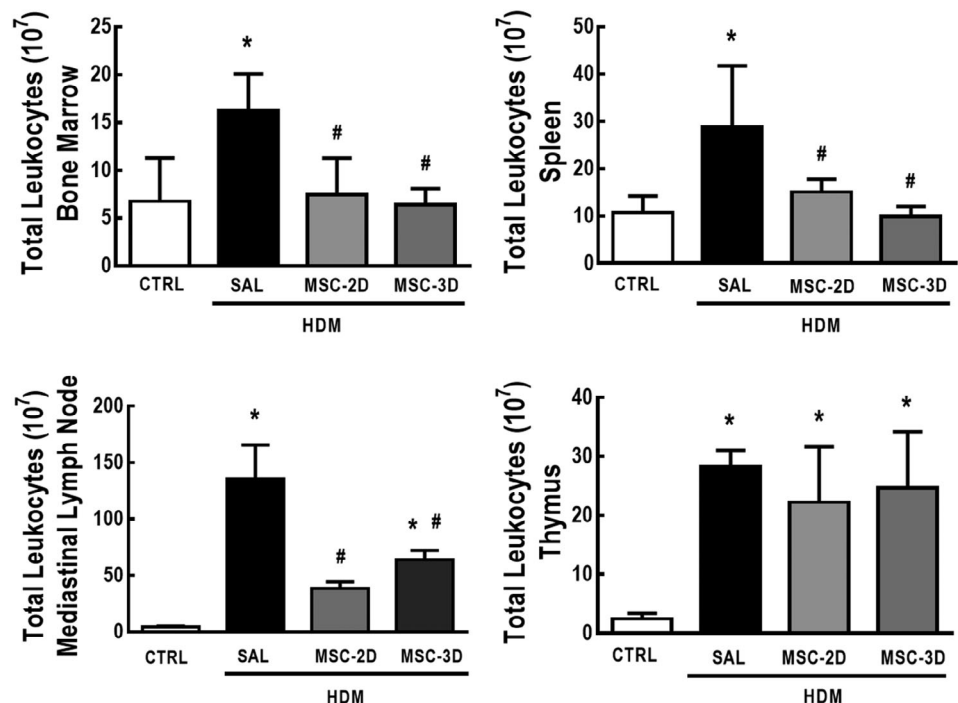 Total Leukocytes (10⁷)
Bone Marrow
25
20
15
10
5
0
*
#
#
CTRL SAL MSC-2D MSC-3D
HDM
Total Leukocytes (10⁷)
Spleen
50
40
30
20
10
0
*
#
#
CTRL SAL MSC-2D MSC-3D
HDM
Total Leukocytes (10⁷)
Mediastinal Lymph Node
200
150
100
50
0
*
#
* #
CTRL SAL MSC-2D MSC-3D
HDM
Total Leukocytes (10⁷)
Thymus
40
30
20
10
0
*
*
*
CTRL SAL MSC-2D MSC-3D
HDM